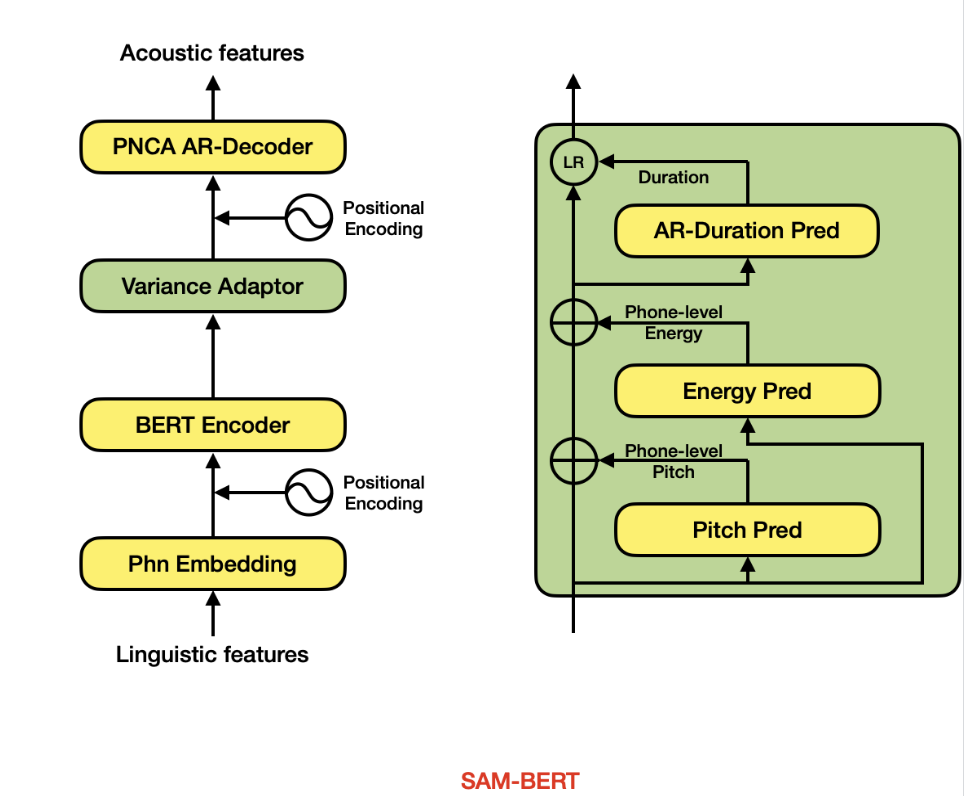 Acoustic features
PNCA AR-Decoder
Positional
Encoding
Variance Adaptor
BERT Encoder
Positional
Encoding
Phn Embedding
Linguistic features
LR
Duration
AR-Duration Pred
Phone-level
Energy
Energy Pred
Phone-level
Pitch
Pitch Pred
SAM-BERT